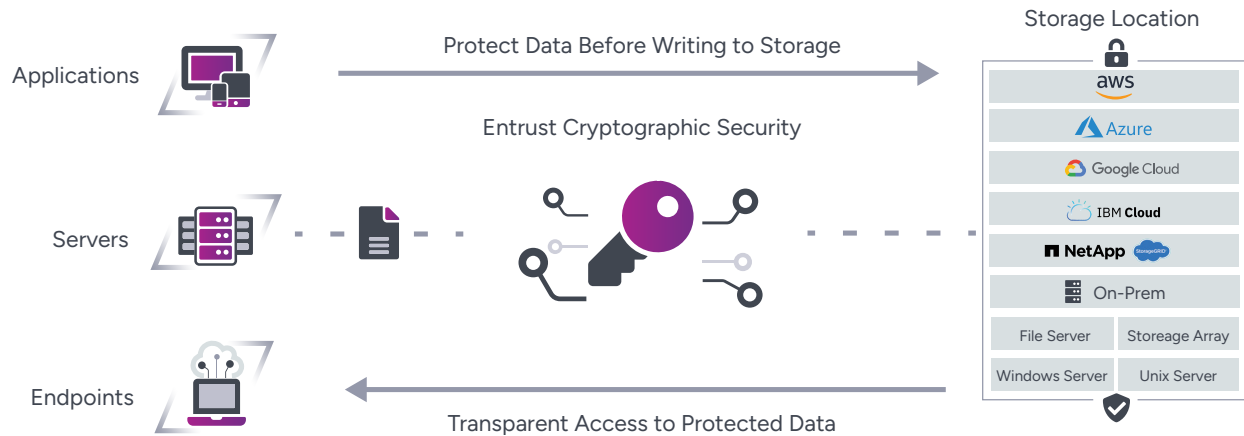 Storage Location
Protect Data Before Writing to Storage
Applications
aws
Azure
Entrust Cryptographic Security
Google Cloud
IBM Cloud
Servers
NetApp StorageGRID
On-Prem
File Server
Storeage Array
Windows Server
Unix Server
Endpoints
Transparent Access to Protected Data